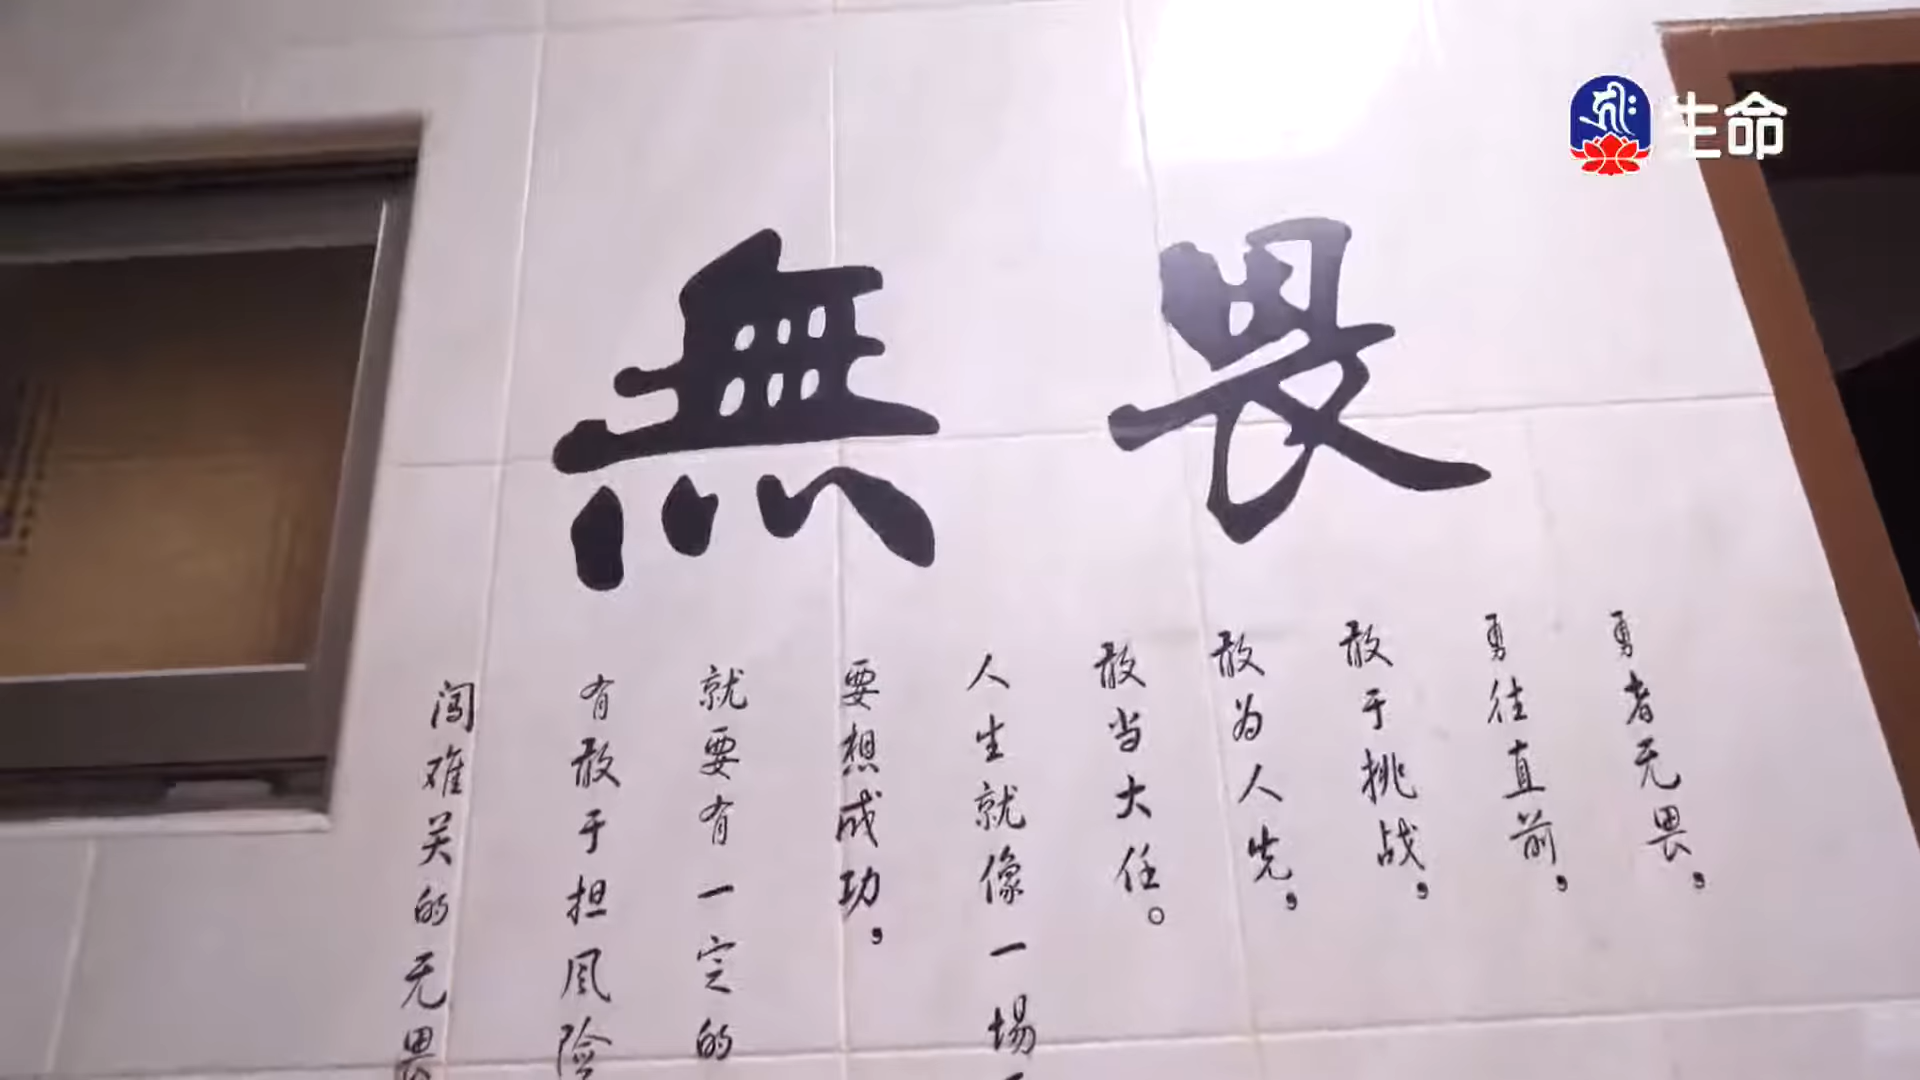 生命
無畏
勇者无畏，
勇往直前，
敢于挑战，
敢为人先，
敢当大任。
人生就像一场
要想成功，
就要有一定的
有敢于担风险
闯难关的无畏